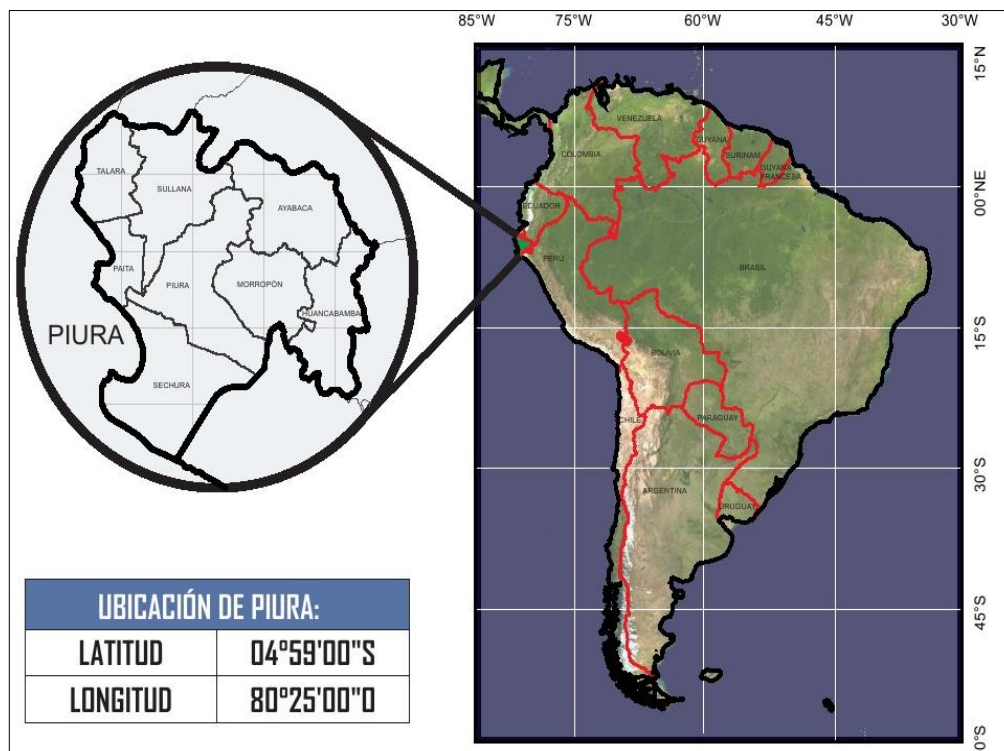 85°W 75°W 60°W 45°W 30°W
15°N
00°NE
15°S
30°S
45°S
0°S
TALARA
SULLANA
AYABACA
PAITA
PIURA
MORROPÓN
HUANCABAMBA
PIURA
SECHURA
VENEZUELA
COLOMBIA
GUYANA
SURINAM
GUYANA
FRANCESA
ECUADOR
PERÚ
BRASIL
BOLIVIA
CHILE
PARAGUAY
ARGENTINA
URUGUAY
UBICACIÓN DE PIURA:
LATITUD 04°59'00"S
LONGITUD 80°25'00"O